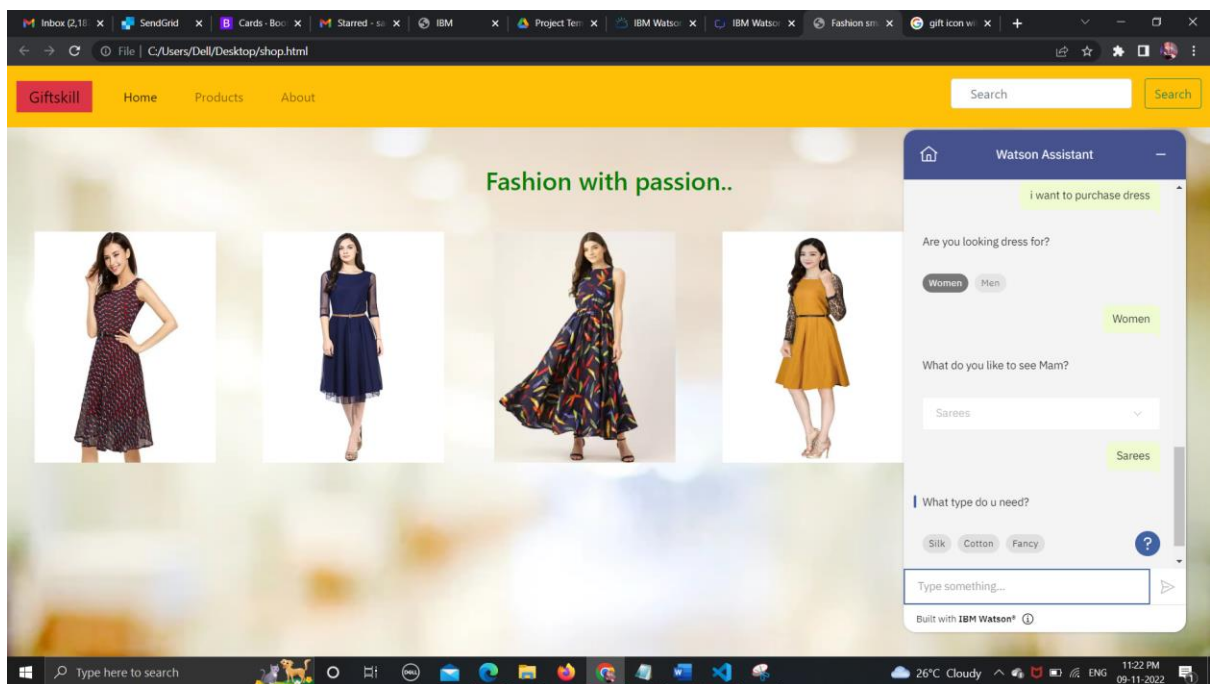 Inbox (2,18
SendGrid
B Cards · Boo
Starred - sa
IBM
Project Tem
IBM Watson
IBM Watson
Fashion sm
gift icon wit
File | C:/Users/Dell/Desktop/shop.html
Giftskill
Home
Products
About
Search
Search
Fashion with passion..
Watson Assistant
i want to purchase dress
Are you looking dress for?
Women Men
Women
What do you like to see Mam?
Sarees
Sarees
What type do u need?
Silk Cotton Fancy
?
Type something...
Built with IBM Watson®
Type here to search
DELL
26°C Cloudy
ENG
11:22 PM
09-11-2022
1